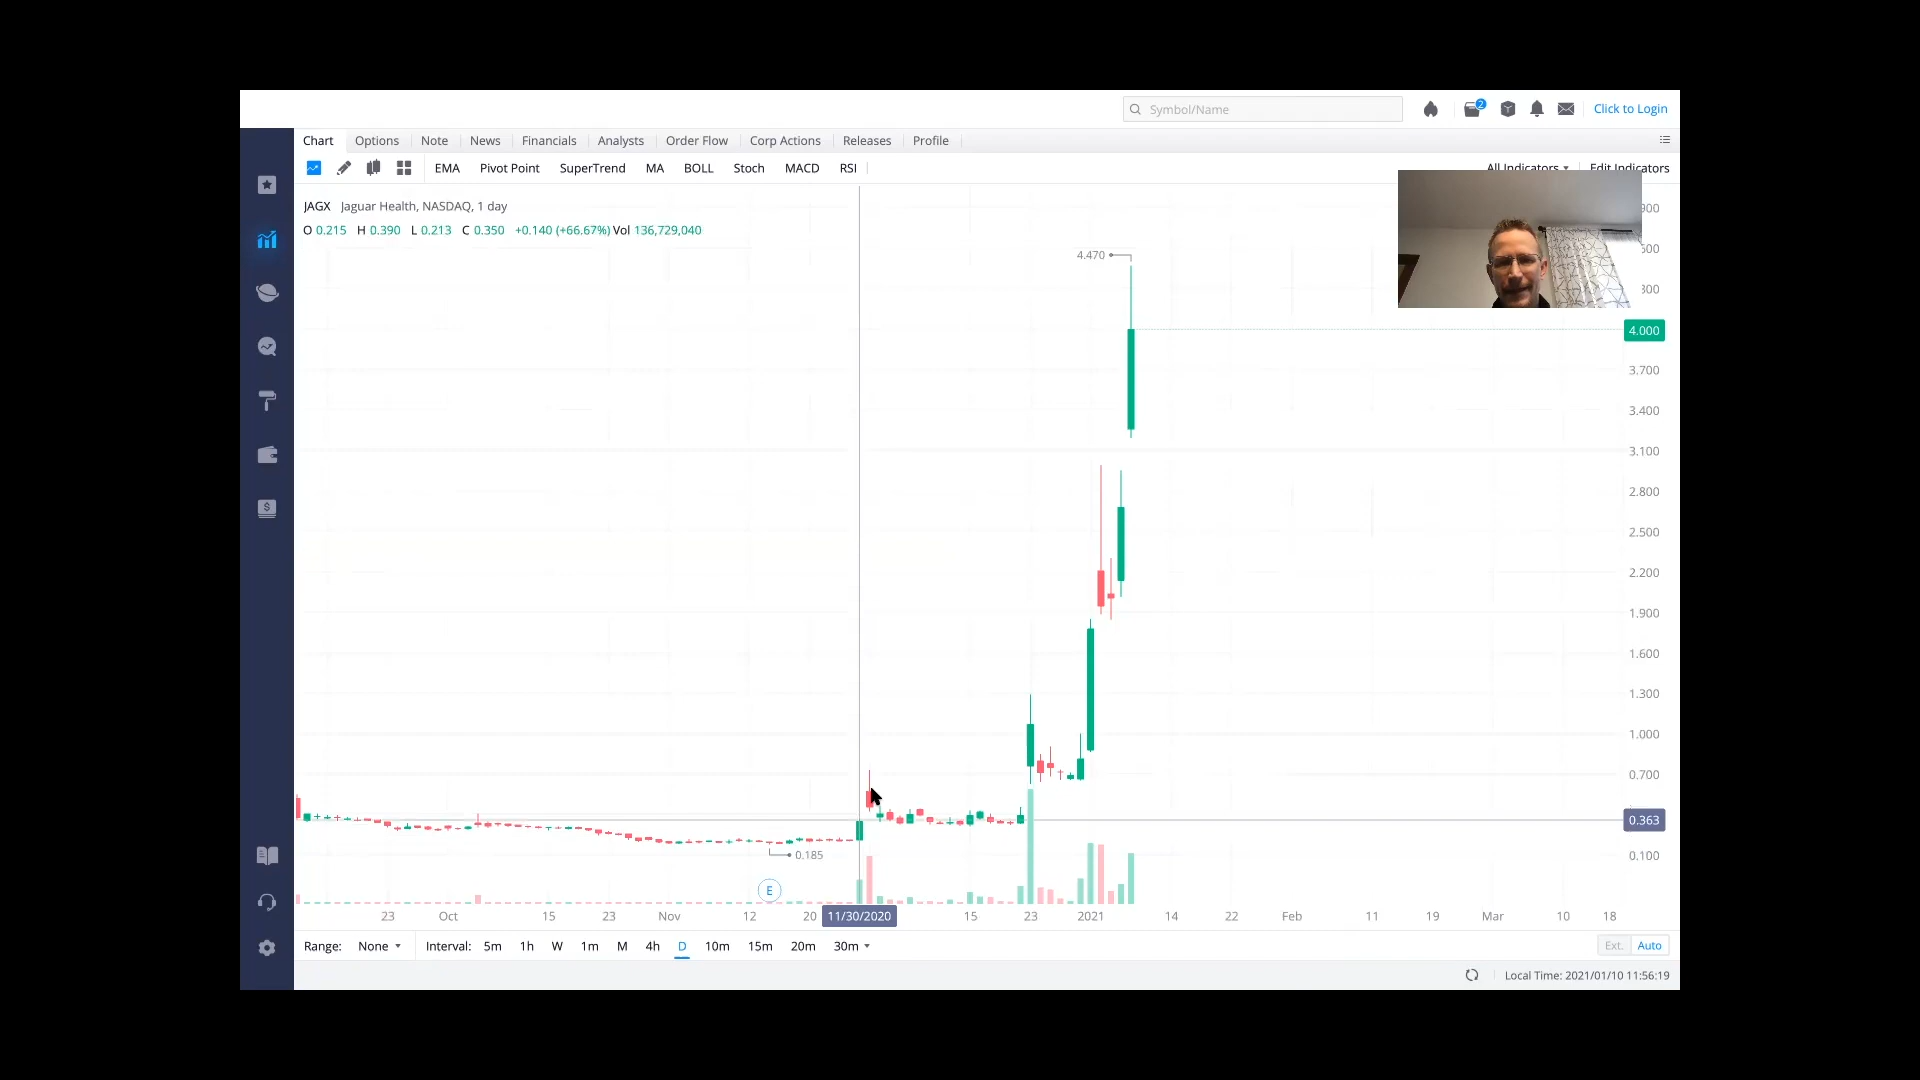 Symbol/Name
2
Click to Login
Chart Options Note News Financials Analysts Order Flow Corp Actions Releases Profile
EMA Pivot Point SuperTrend MA BOLL Stoch MACD RSI
All Indicators Edit Indicators
JAGX Jaguar Health, NASDAQ, 1 day
O 0.215 H 0.390 L 0.213 C 0.350 +0.140 (+66.67%) Vol 136,729,040
4.470
4.000
3.700
3.400
3.100
2.800
2.500
2.200
1.900
1.600
1.300
1.000
0.700
0.363
0.185
0.100
E
23 Oct 15 23 Nov 12 20 11/30/2020 15 23 2021 14 22 Feb 11 19 Mar 10 18
Range: None Interval: 5m 1h W 1m M 4h D 10m 15m 20m 30m
Ext. Auto
Local Time: 2021/01/10 11:56:19